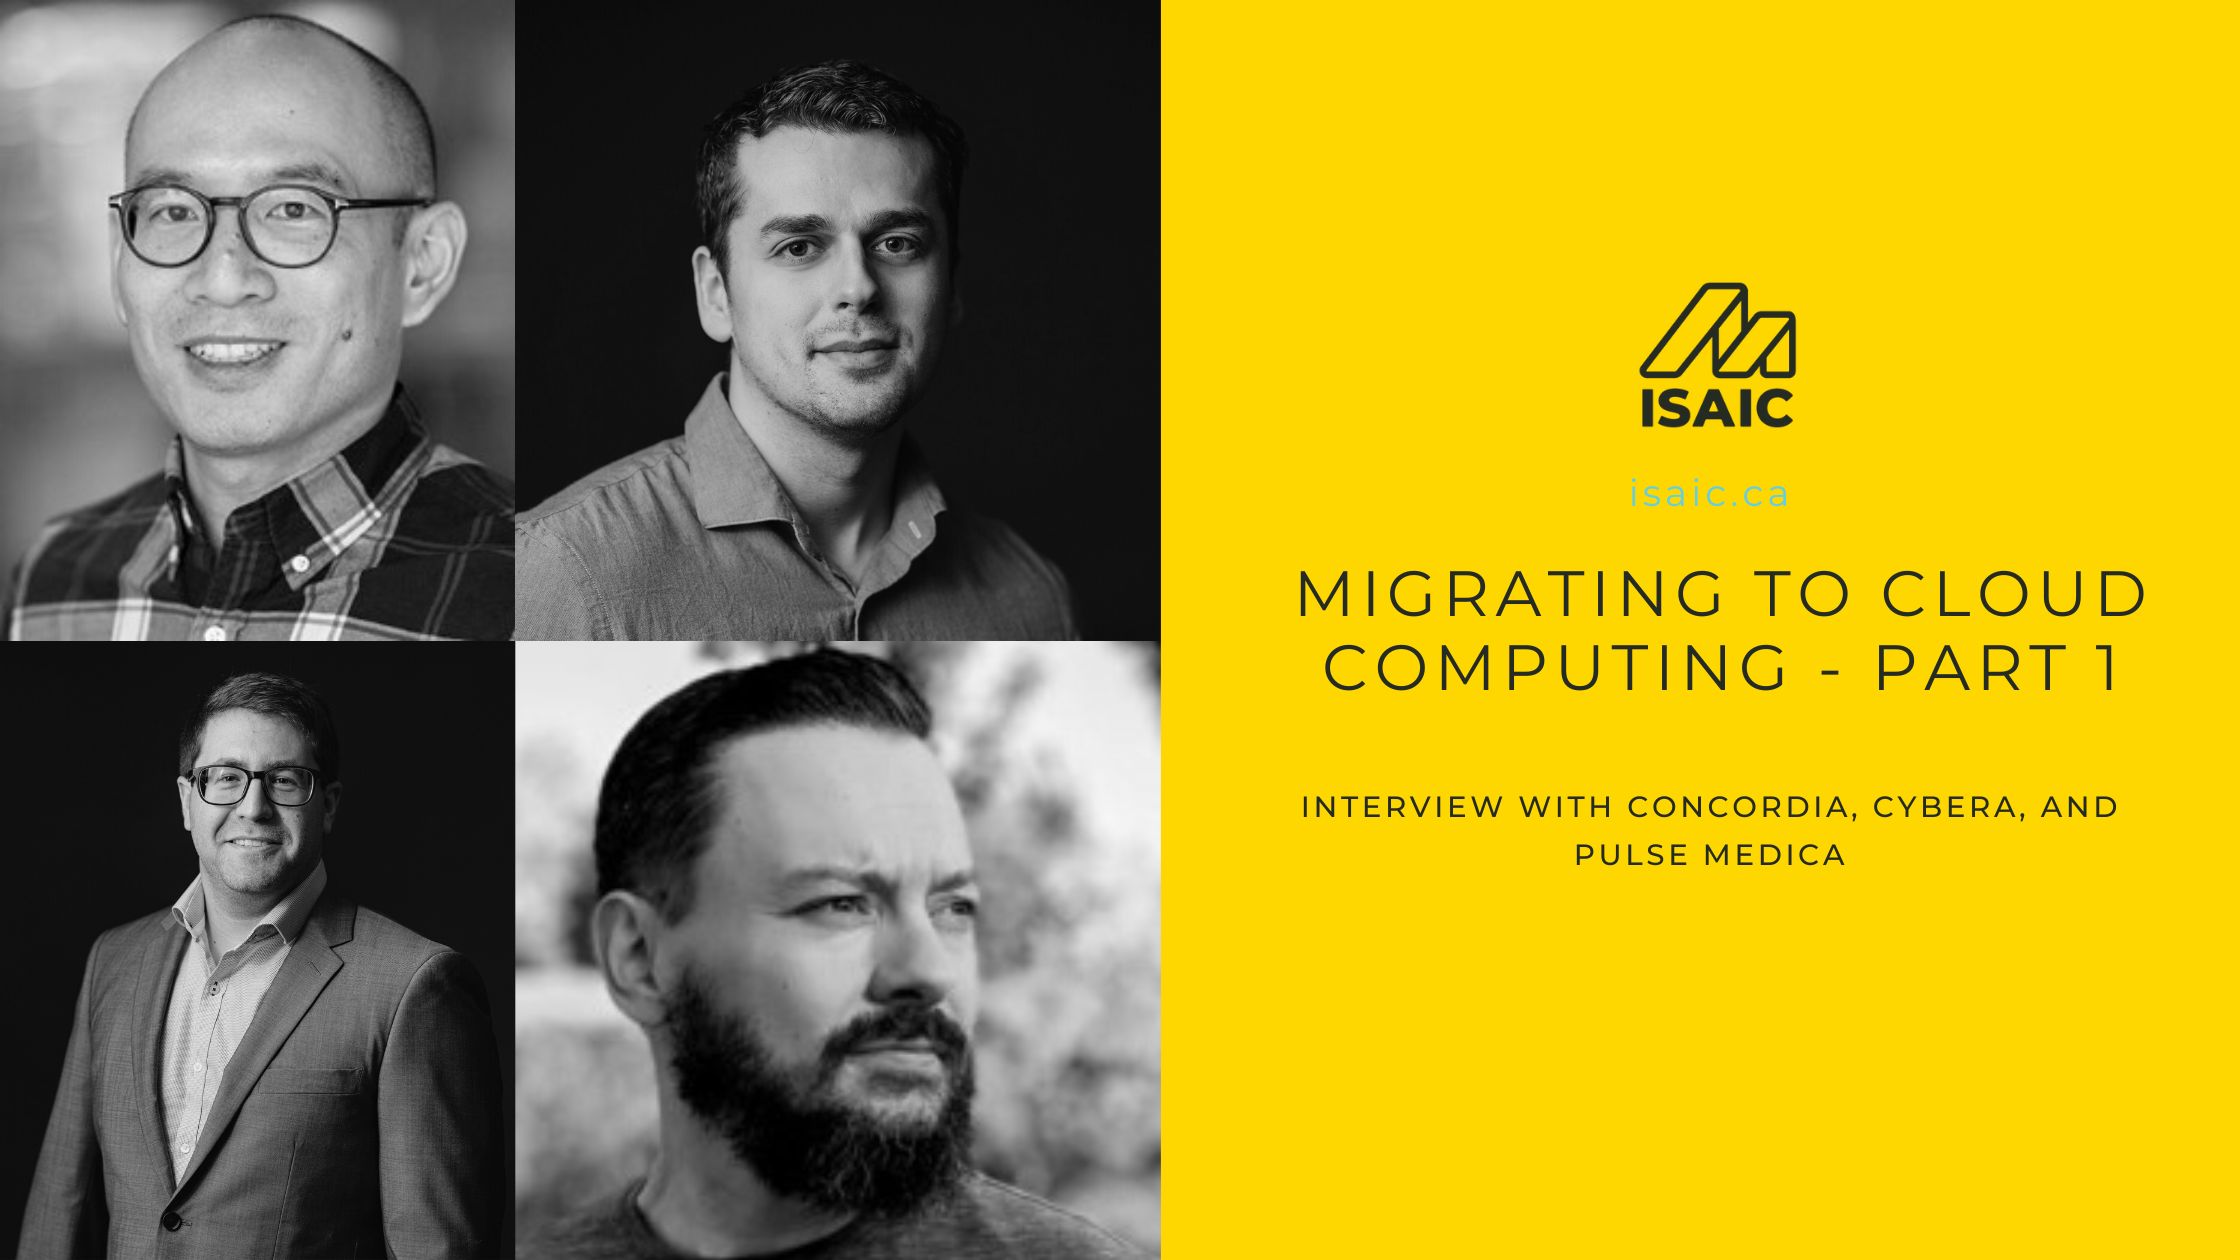 ISAIC
isaic.ca
MIGRATING TO CLOUD
COMPUTING - PART 1
INTERVIEW WITH CONCORDIA, CYBERA, AND
PULSE MEDICA